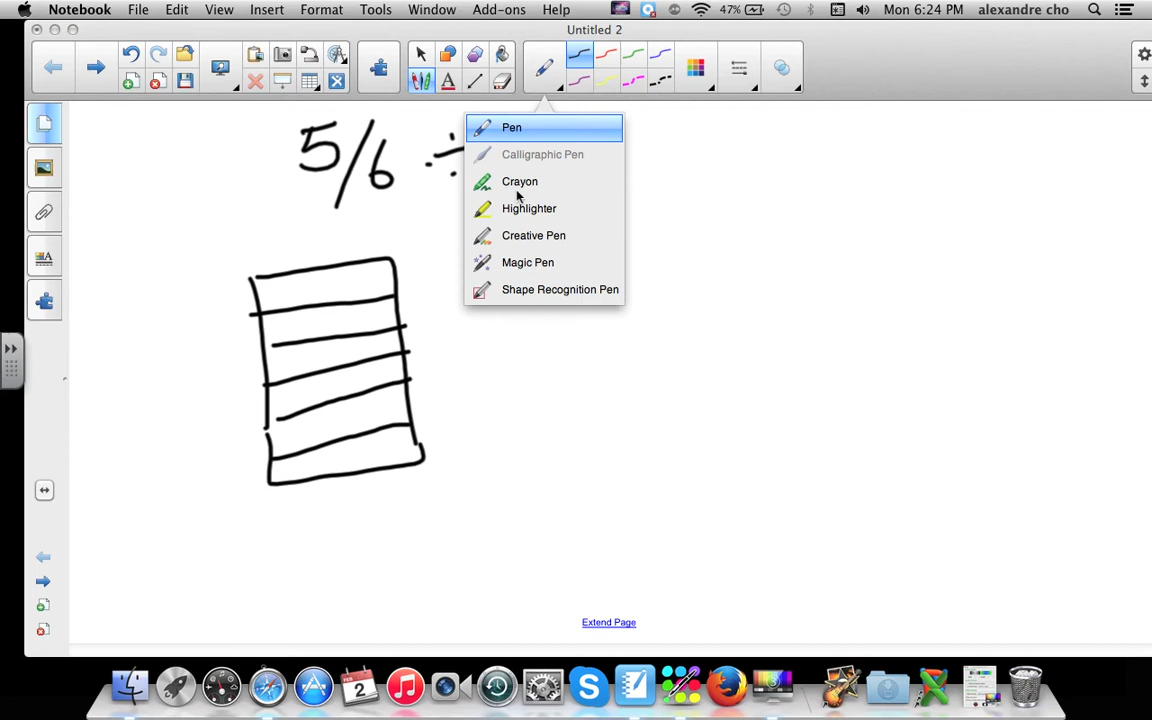 Notebook File Edit View Insert Format Tools Window Add-ons Help 47% Mon 6:24 PM alexandre cho
Untitled 2
5/6 ÷
Pen
Calligraphic Pen
Crayon
Highlighter
Creative Pen
Magic Pen
Shape Recognition Pen
Extend Page
2